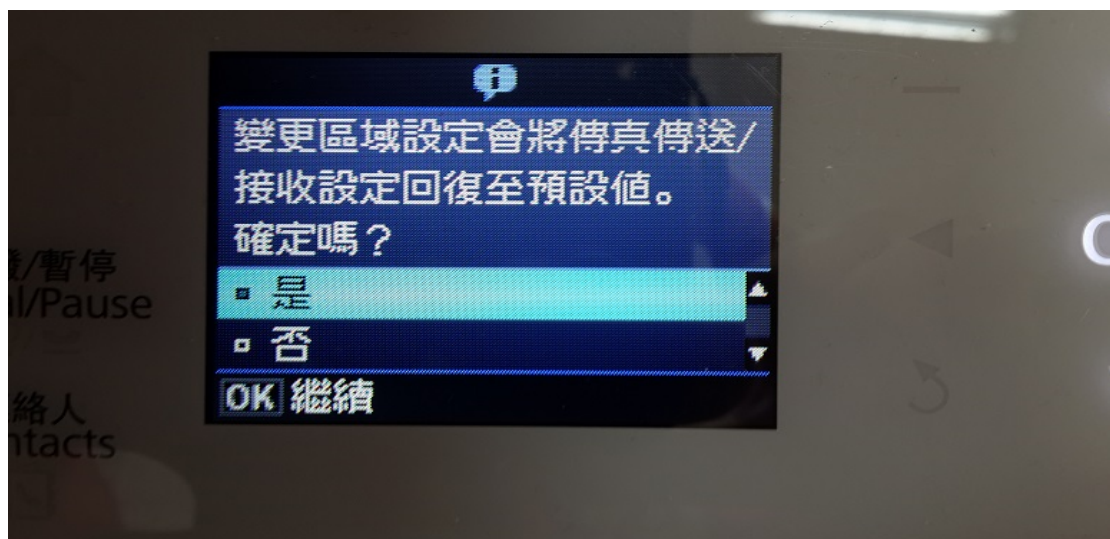 變更區域設定會將傳真傳送/
接收設定回復至預設值。
確定嗎？
是
否
OK 繼續
/暫停
/Pause
絡人